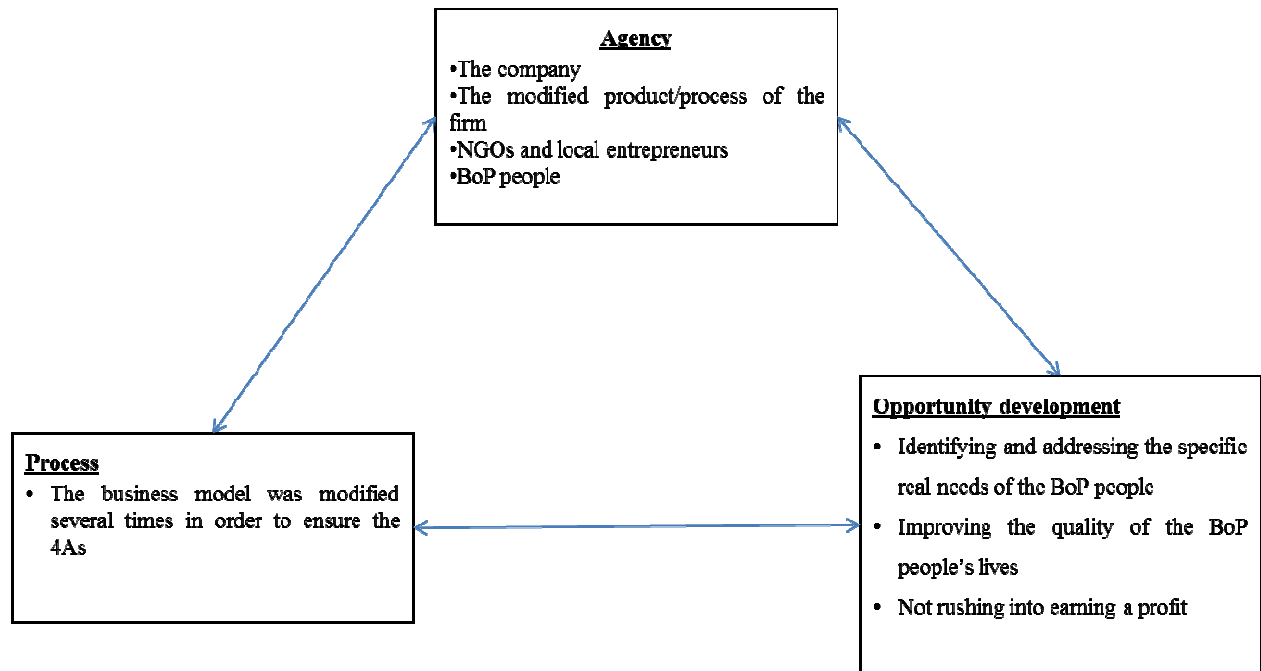 Agency
•The company
•The modified product/process of the
firm
•NGOs and local entrepreneurs
•BoP people
Process
• The business model was modified
several times in order to ensure the
4As
Opportunity development
• Identifying and addressing the specific
real needs of the BoP people
• Improving the quality of the BoP
people's lives
• Not rushing into earning a profit